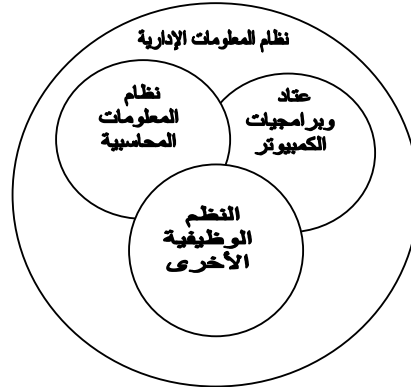 نظام المعلومات الإدارية
عتاد
وبرامجيات
الكمبيوتر
نظام
المعلومات
المحاسبية
النظم
الوظيفية
الأخرى